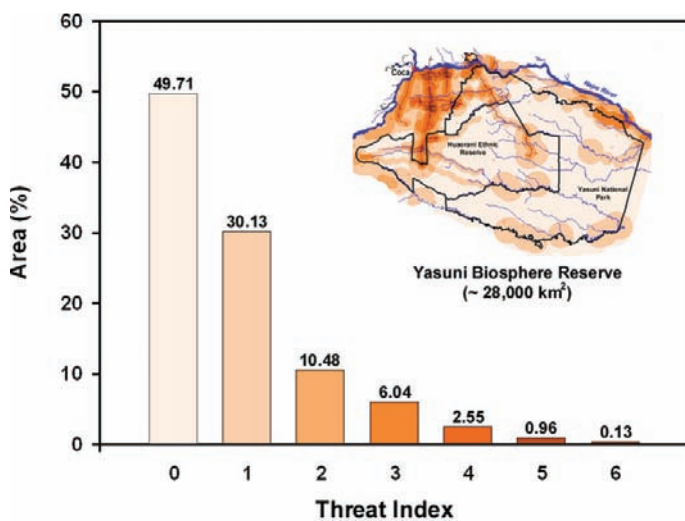 60
50
40
30
20
10
0
Area (%)
49.71
30.13
10.48
6.04
2.55
0.96
0.13
0 1 2 3 4 5 6
Threat Index
Coca
Napo River
Huaorani Ethnic
Reserve
Yasuni National
Park
Yasuni Biosphere Reserve
(~ 28,000 km²)